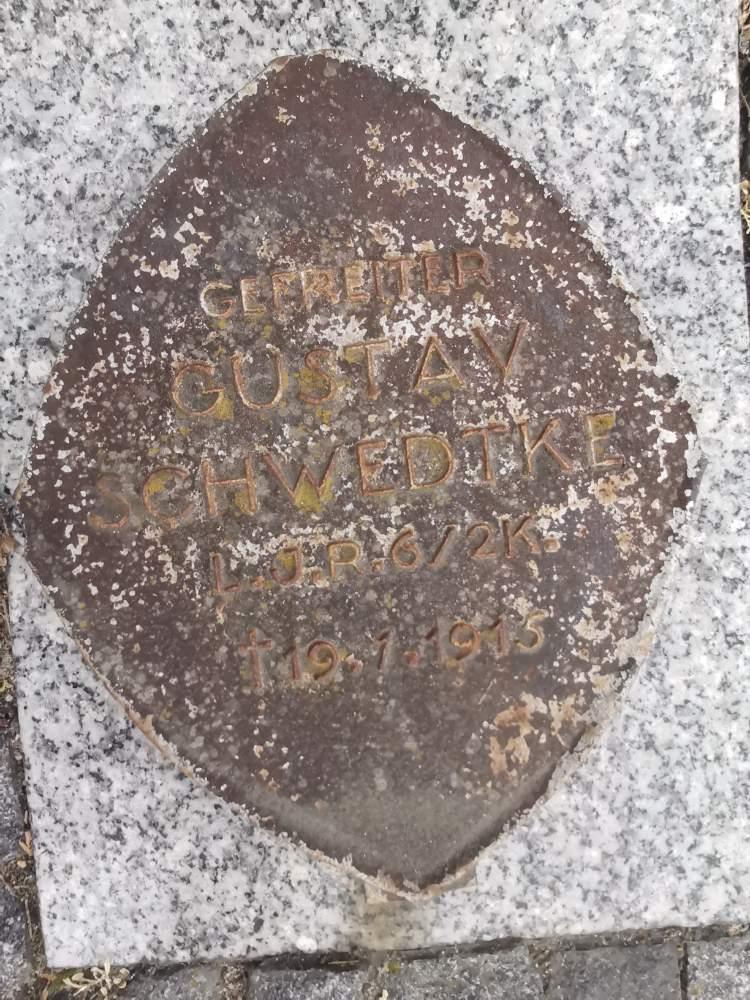 GEFREITER
GUSTAV
SCHWEDTKE
L.J.R.6/2K.
† 19.1.1915